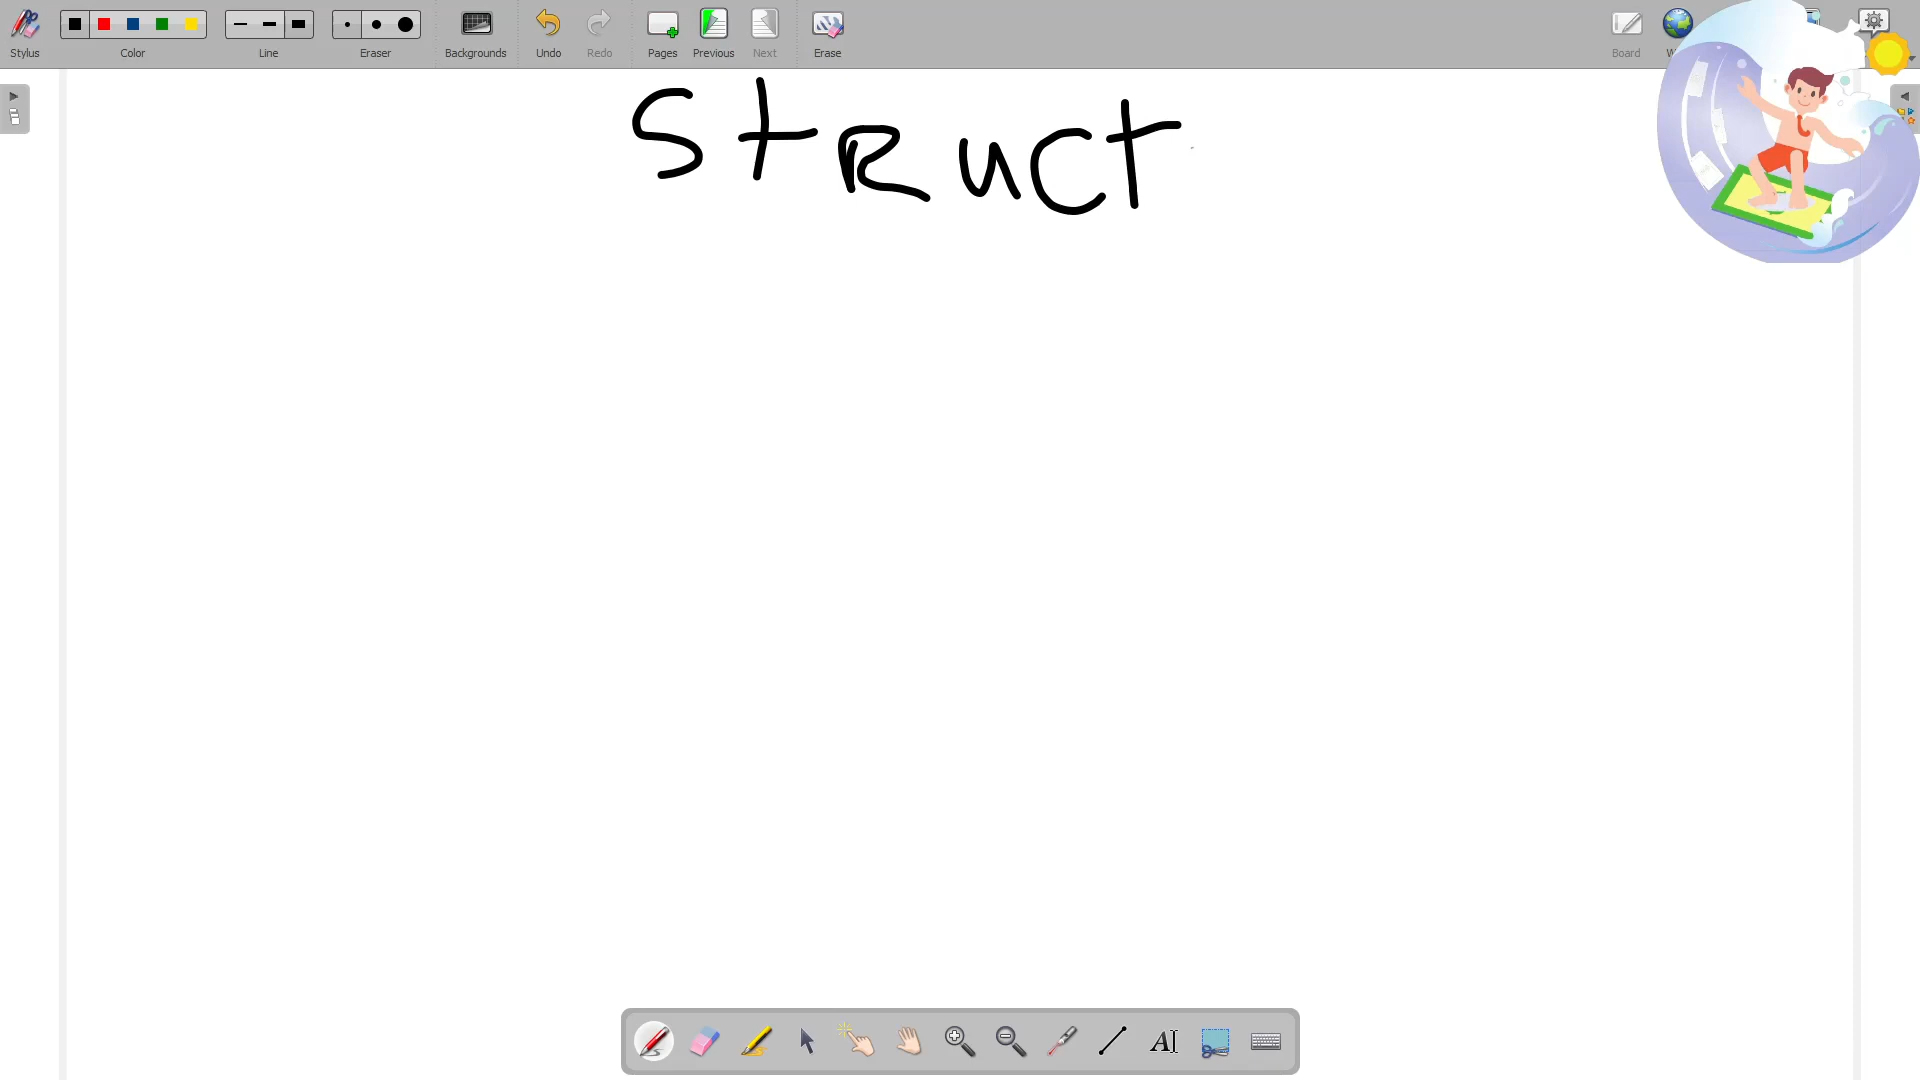 Stylus
Color
Line
Eraser
Backgrounds
Undo
Redo
Pages
Previous
Next
Erase
Board
Struct